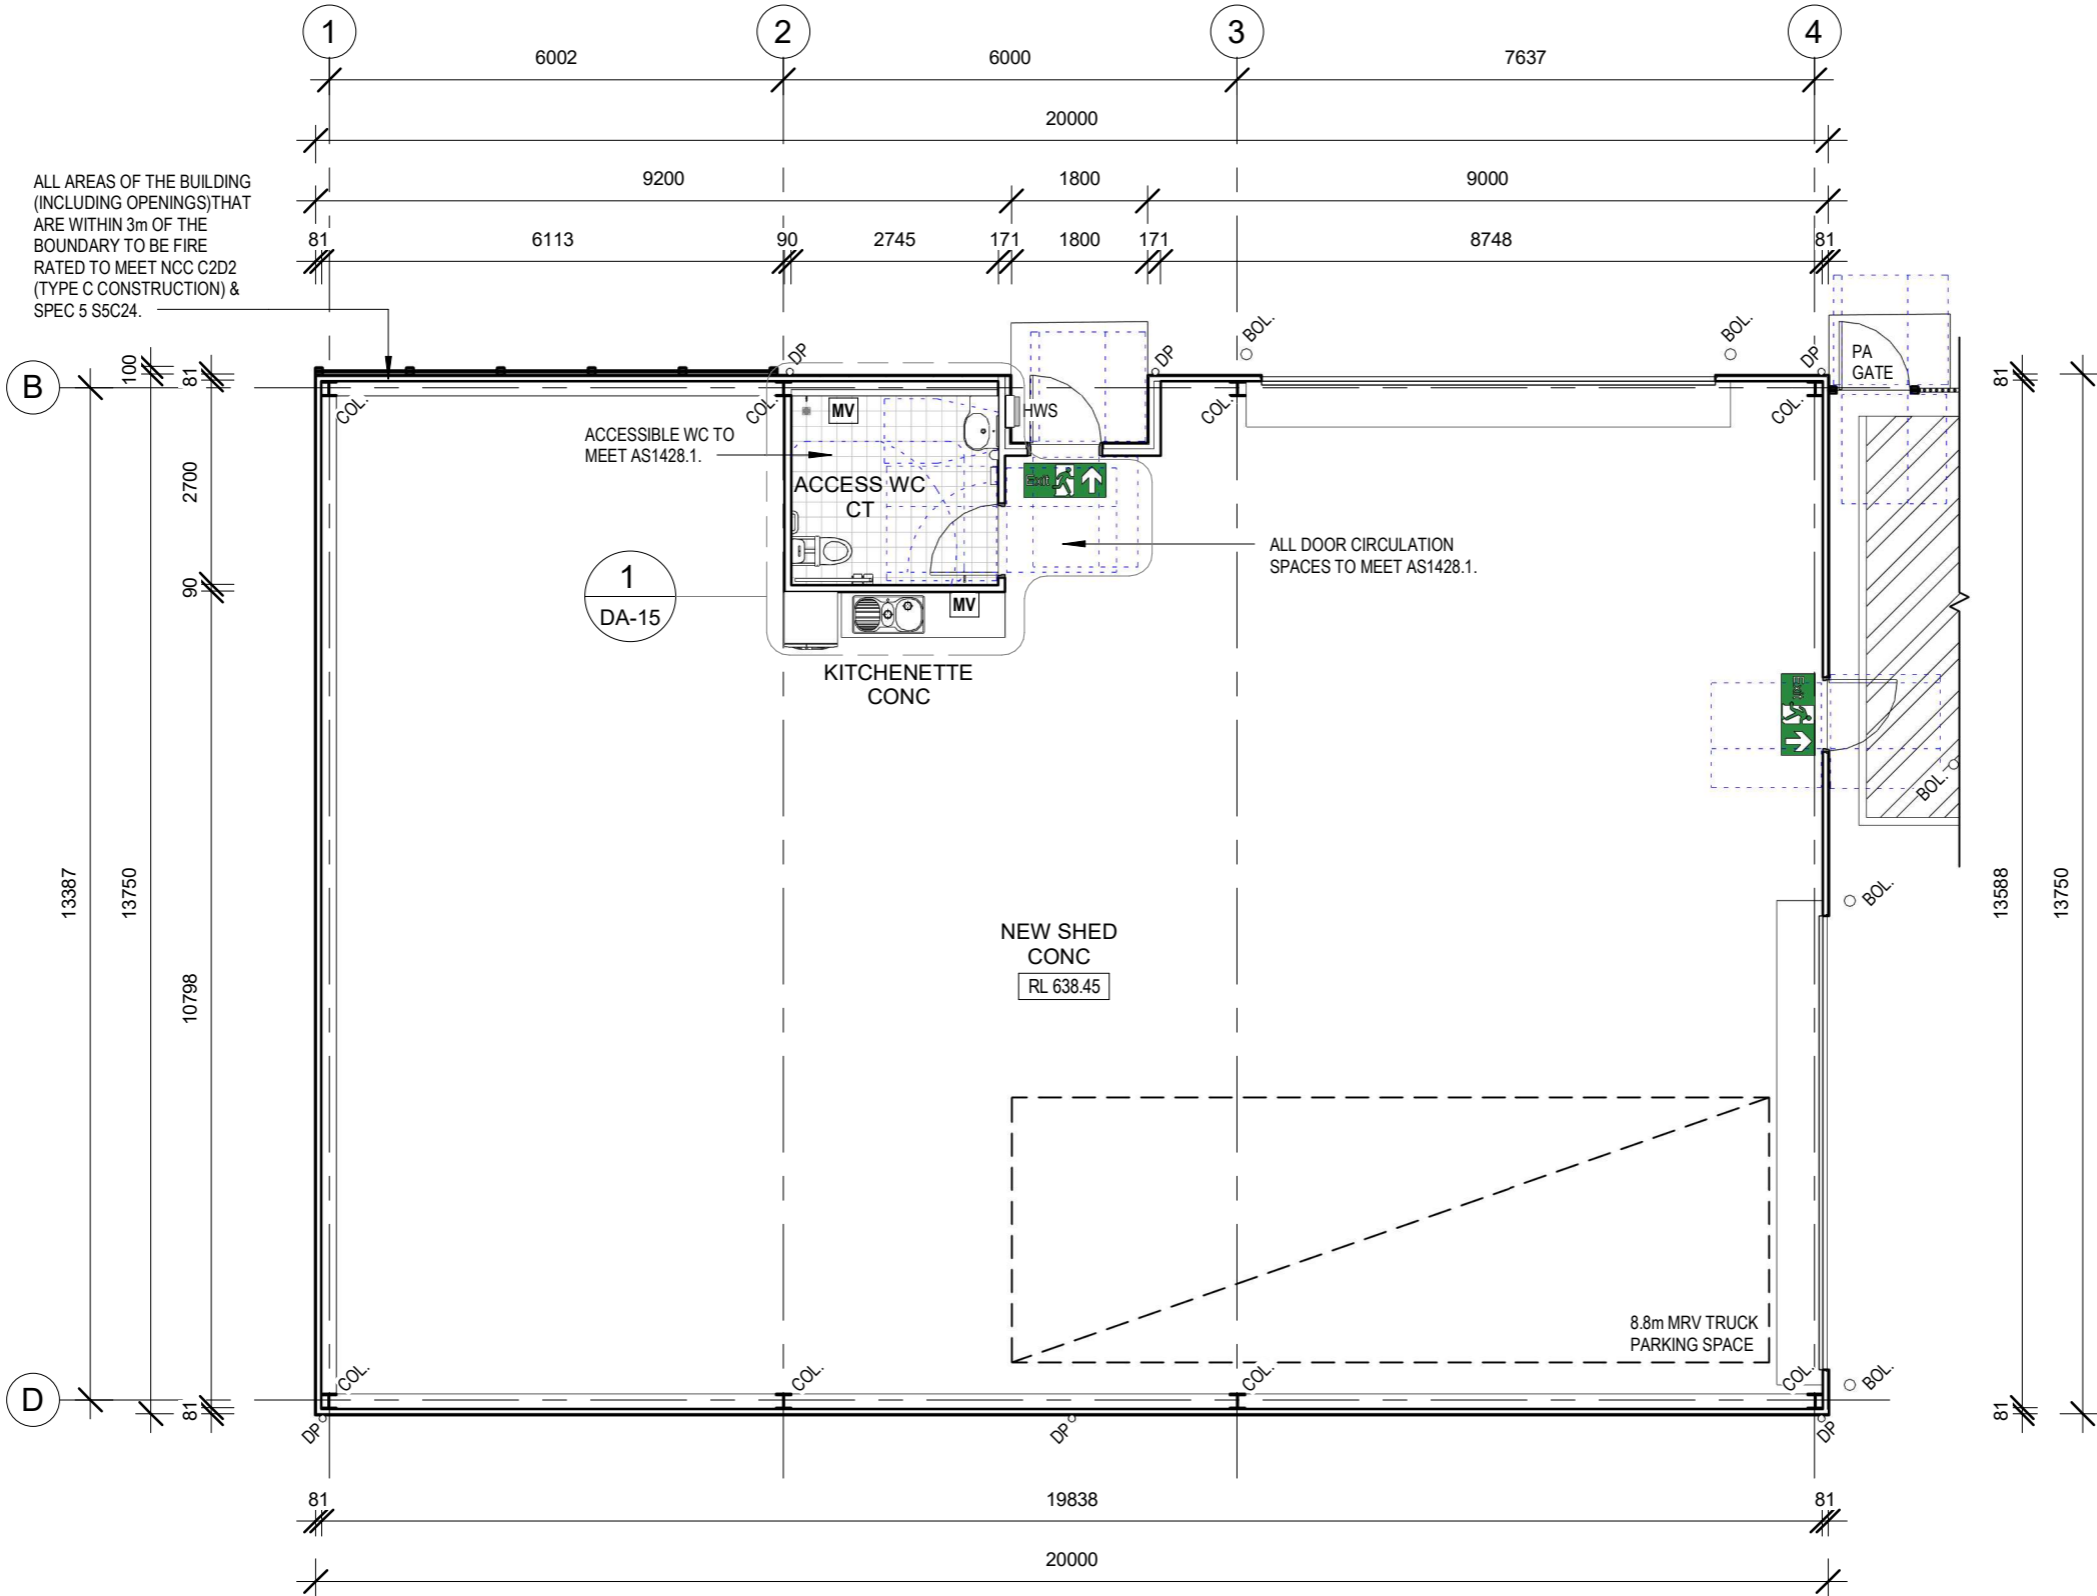 1
2
3
4
6002
6000
7637
20000
9200
1800
9000
81
6113
90
2745
171
1800
171
8748
81
ALL AREAS OF THE BUILDING
(INCLUDING OPENINGS)THAT
ARE WITHIN 3m OF THE
BOUNDARY TO BE FIRE
RATED TO MEET NCC C2D2
(TYPE C CONSTRUCTION) &
SPEC 5 S5C24.
B
100
81
COL.
COL.
DP
DP
COL.
BOL.
BOL.
DP
COL.
PA
GATE
81
MV
HWS
ACCESSIBLE WC TO
MEET AS1428.1.
ACCESS WC
CT
Exit
2700
90
ALL DOOR CIRCULATION
SPACES TO MEET AS1428.1.
1
DA-15
MV
KITCHENETTE
CONC
Exit
BOL.
BOL.
13387
13750
10798
13588
13750
NEW SHED
CONC
RL 638.45
8.8m MRV TRUCK
PARKING SPACE
D
81
COL.
COL.
COL.
COL.
BOL.
81
DP
DP
DP
81
19838
81
20000